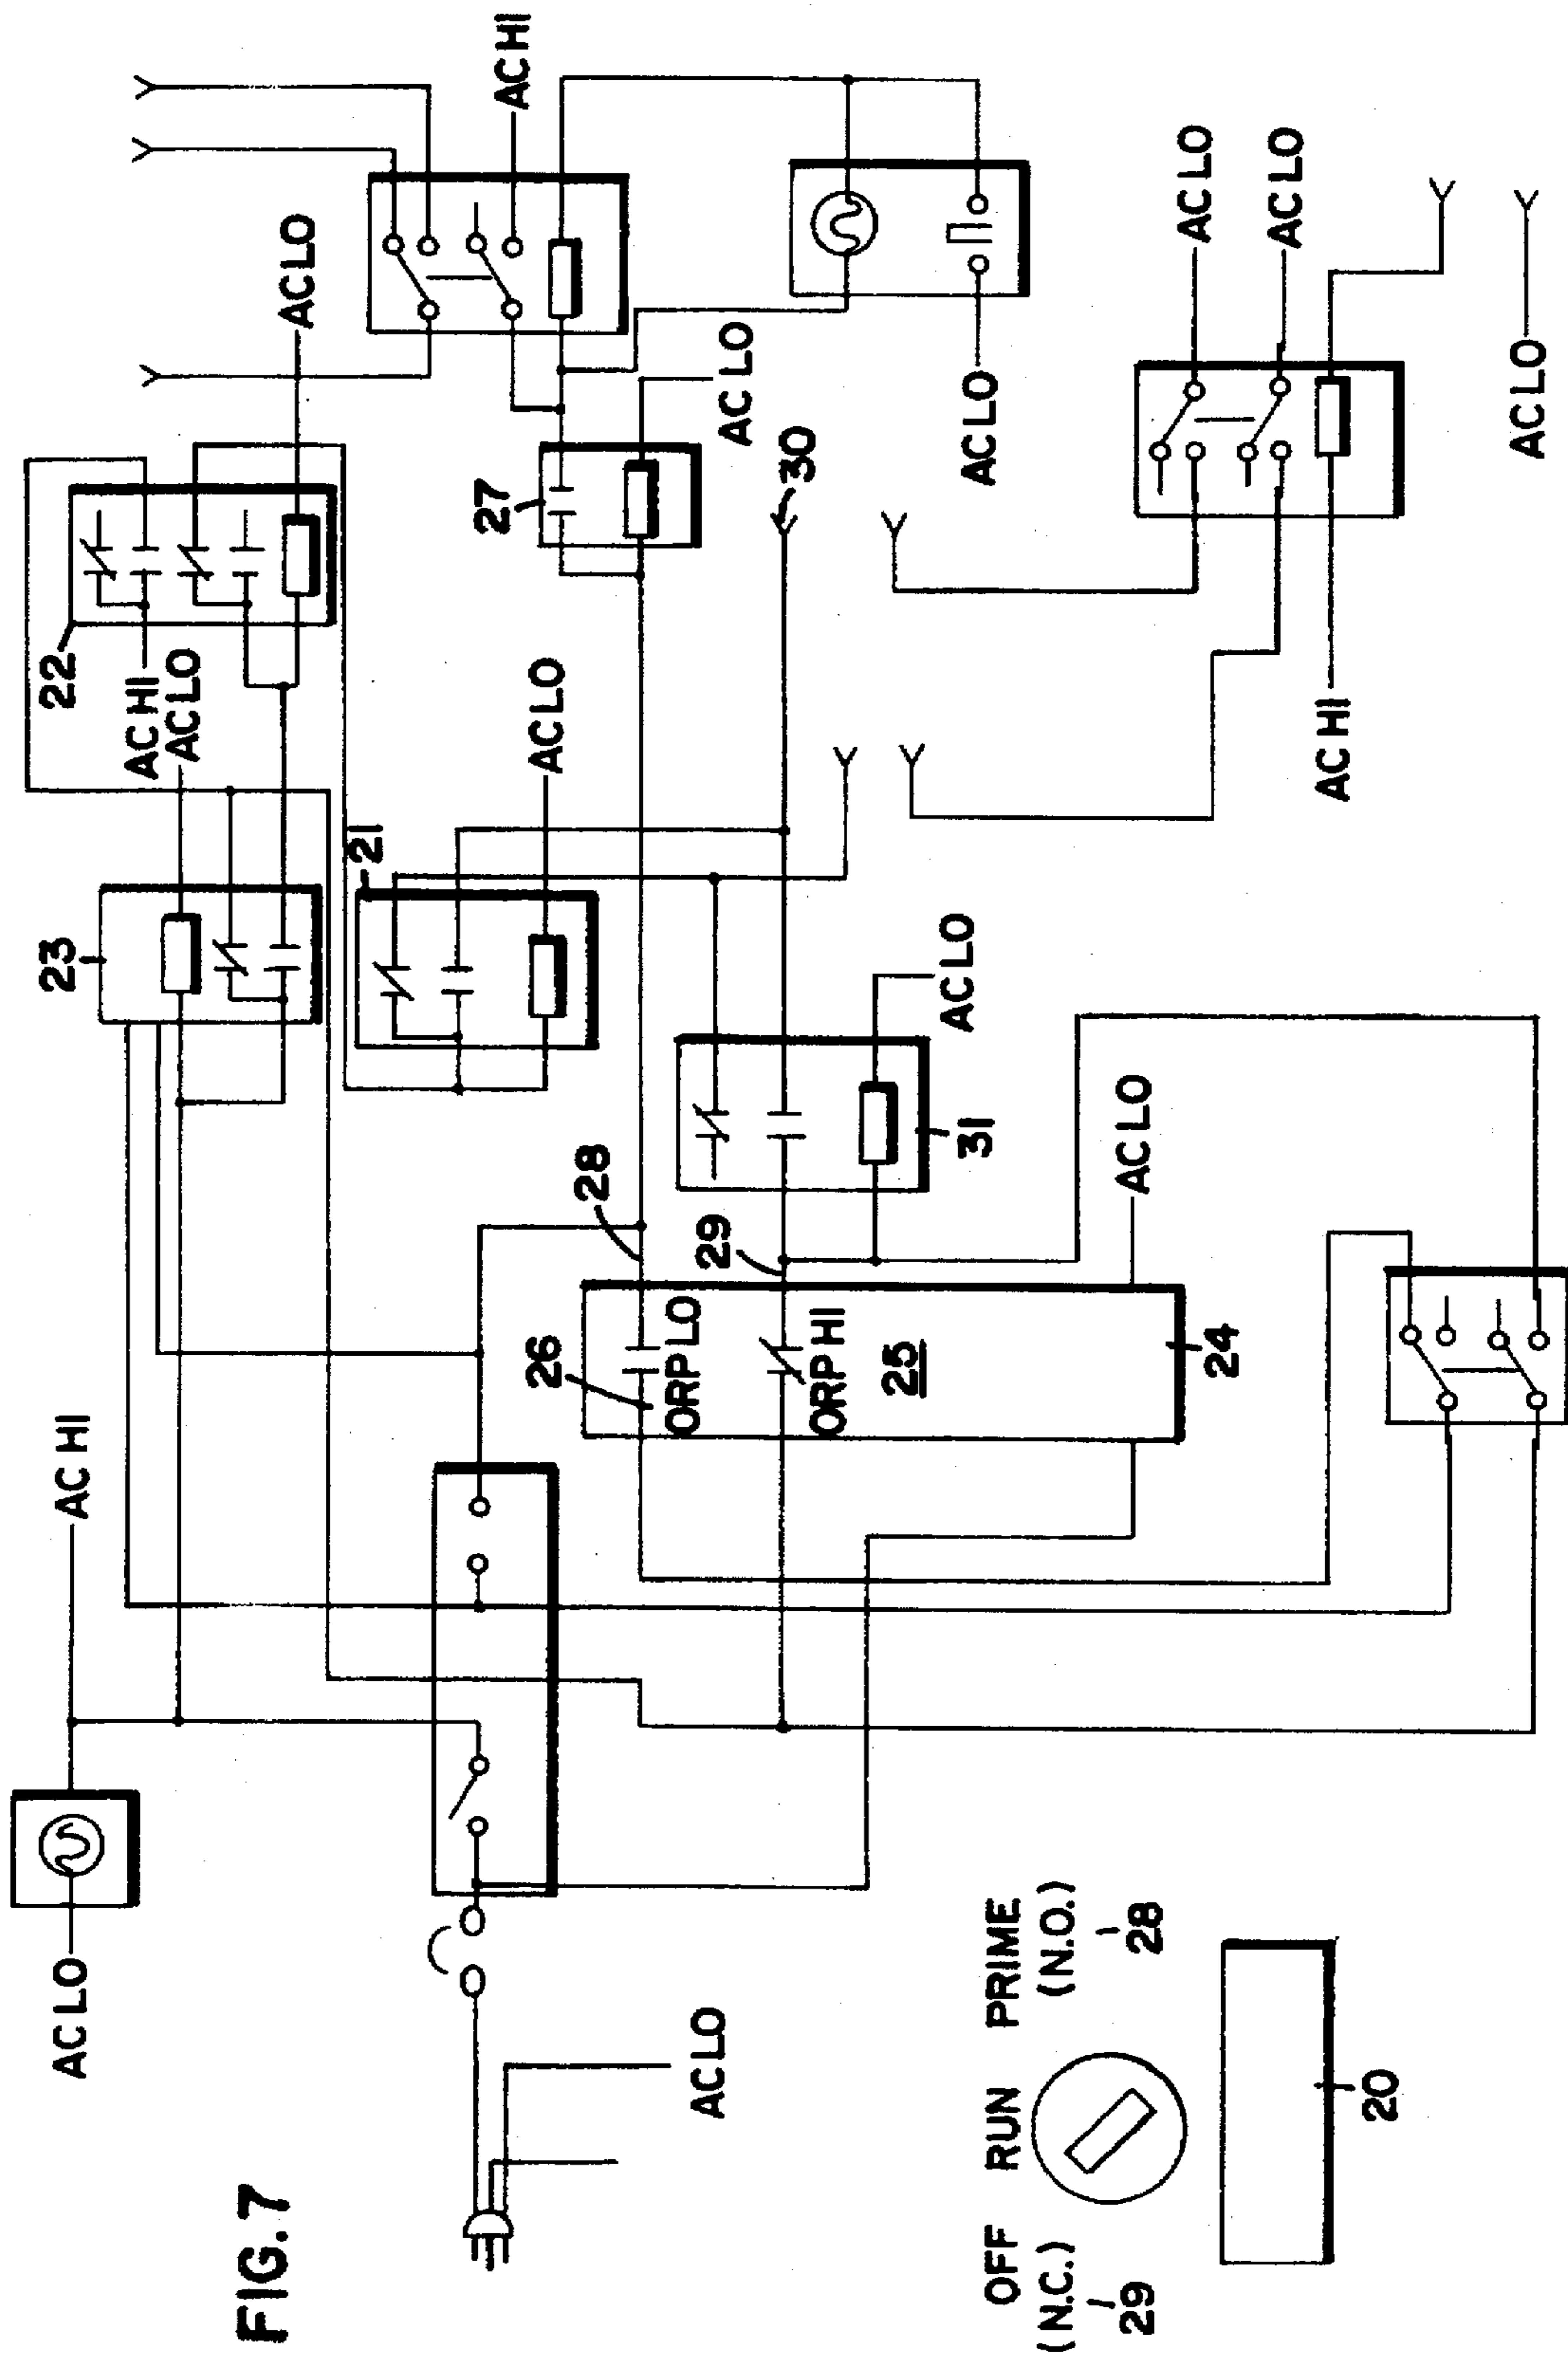 FIG. 7
AC LO
AC HI
AC LO
OFF RUN PRIME
(N.C.) (N.O.)
29
28
20
26
ORP LO
ORP HI
25
24
28
29
AC LO
23
21
AC LO
31
AC LO
22
AC HI
AC LO
AC LO
27
AC LO
30
AC HI
AC LO
AC LO
AC LO
AC HI
AC LO